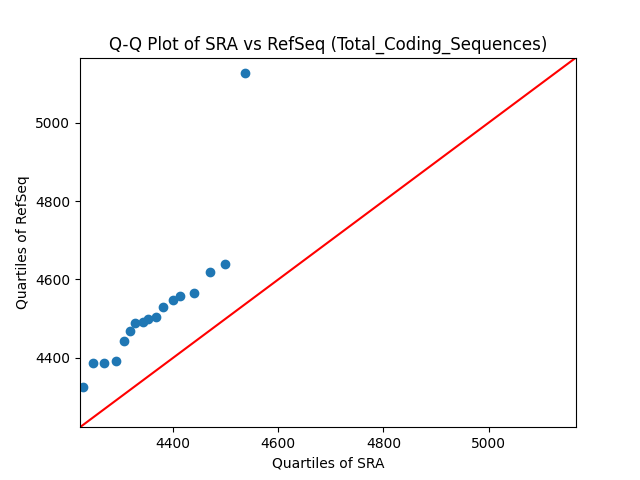 Q-Q Plot of SRA vs RefSeq (Total_Coding_Sequences)
5000
4800
4600
4400
Quartiles of RefSeq
4400 4600 4800 5000
Quartiles of SRA